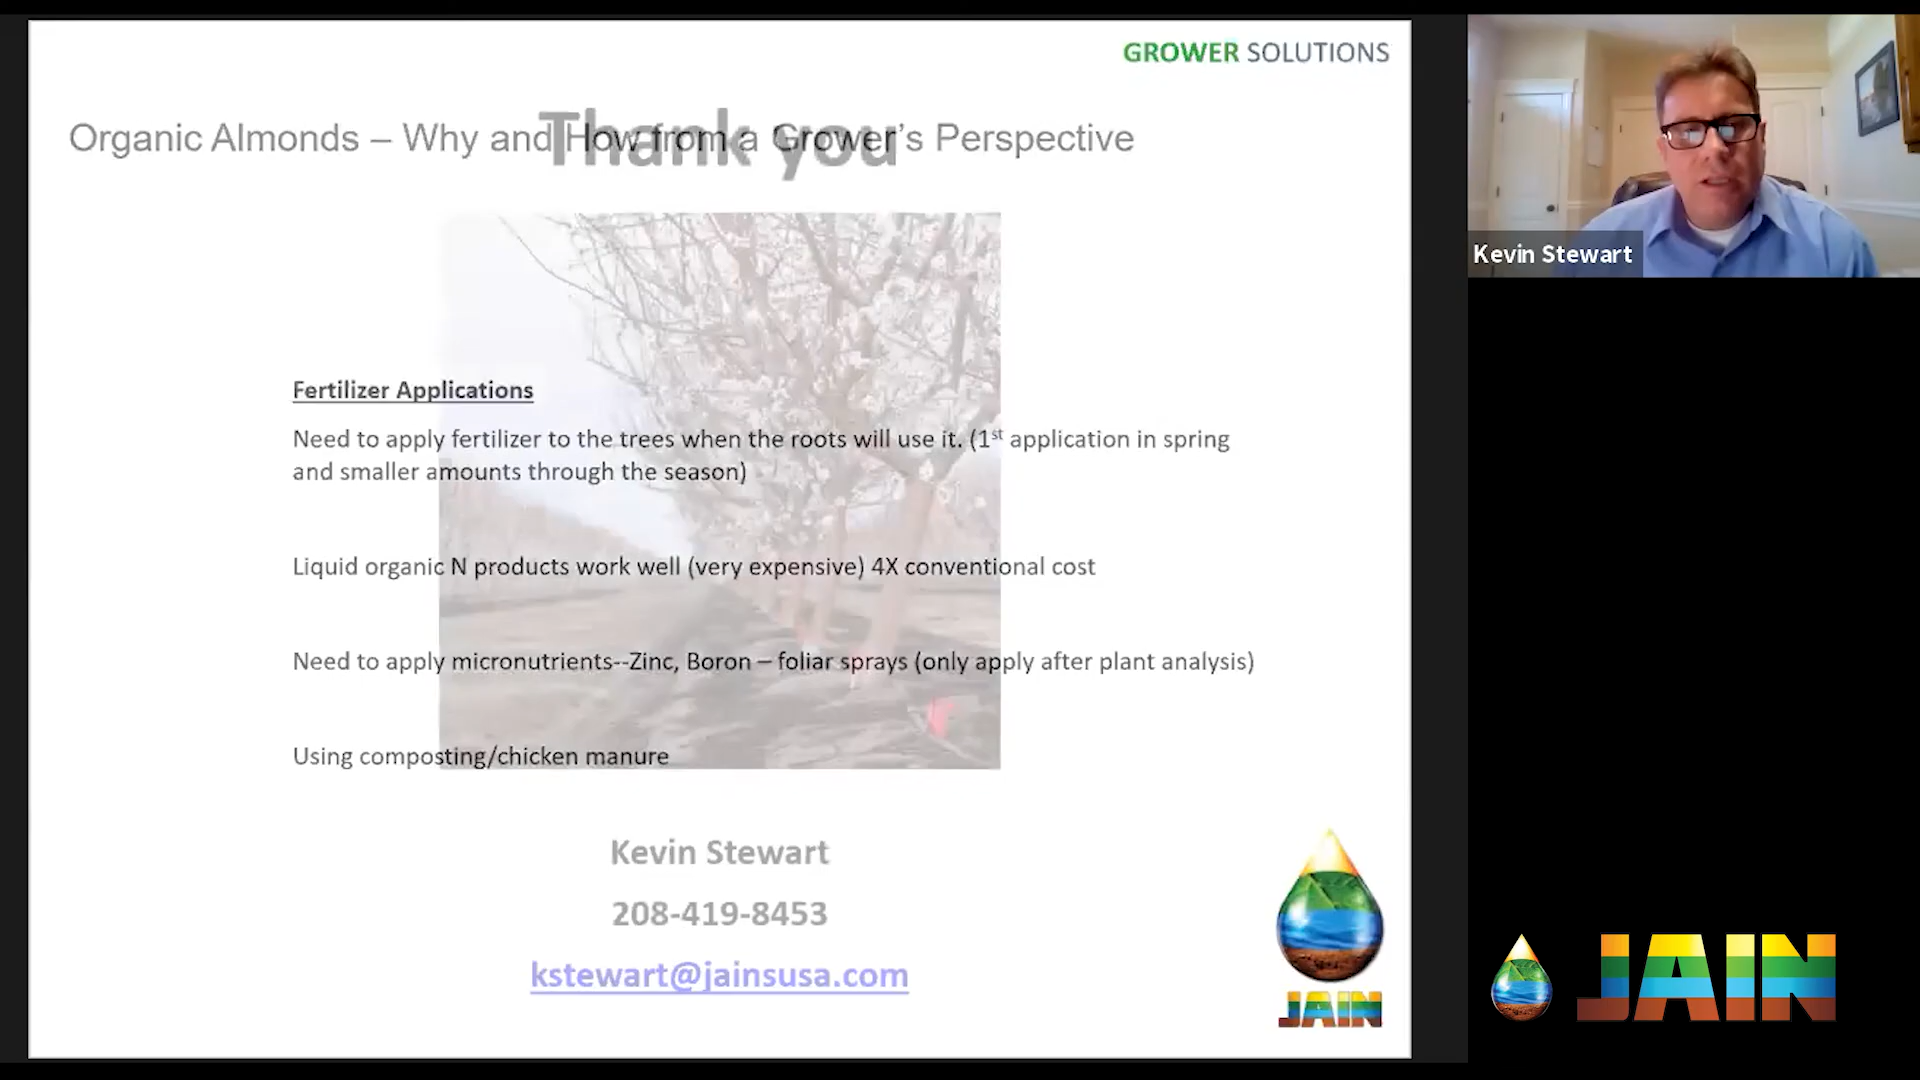 GROWER SOLUTIONS
Thank you
Organic Almonds – Why and How from a Grower's Perspective
Fertilizer Applications
Need to apply fertilizer to the trees when the roots will use it. (1st application in spring
and smaller amounts through the season)
Liquid organic N products work well (very expensive) 4X conventional cost
Need to apply micronutrients--Zinc, Boron – foliar sprays (only apply after plant analysis)
Using composting/chicken manure
Kevin Stewart
208-419-8453
kstewart@jainsusa.com
JAIN
Kevin Stewart
JAIN